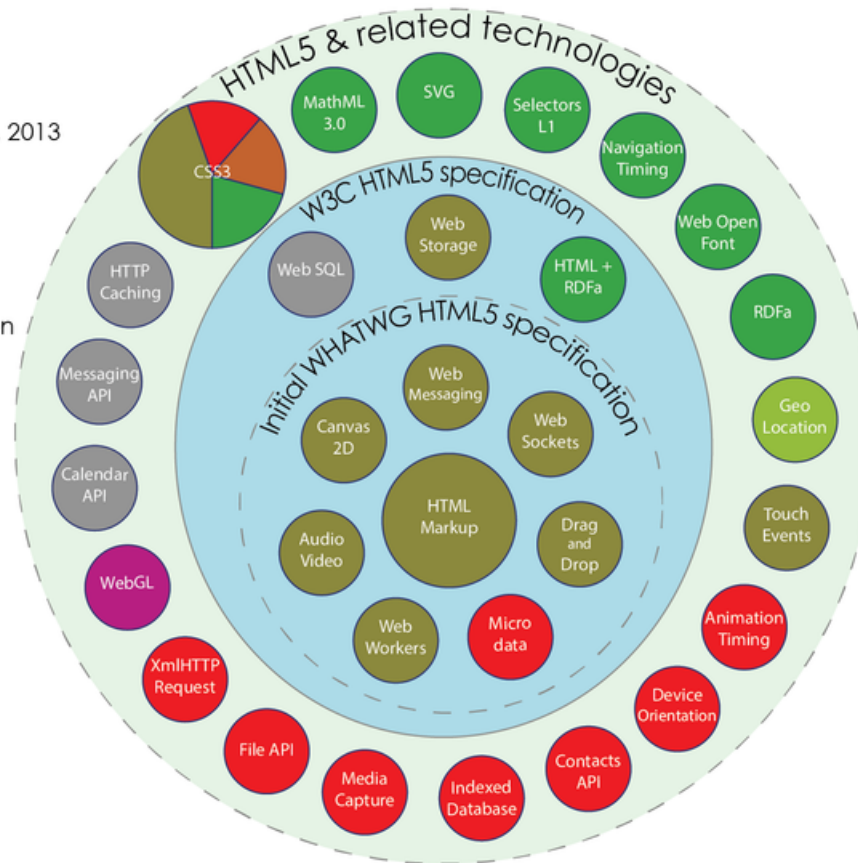 HTML5 & related technologies
2013
n
MathML
3.0
SVG
Selectors
L1
Navigation
Timing
CSS3
Web Open
Font
W3C HTML5 specification
Web
Storage
Web SQL
HTML +
RDFa
HTTP
Caching
RDFa
Initial WHATWG HTML5 specification
Messaging
API
Web
Messaging
Geo
Location
Canvas
2D
Web
Sockets
Calendar
API
HTML
Markup
Touch
Events
Audio
Video
Drag
and
Drop
WebGL
Web
Workers
Micro
data
Animation
Timing
XmlHTTP
Request
Device
Orientation
File API
Contacts
API
Media
Capture
Indexed
Database